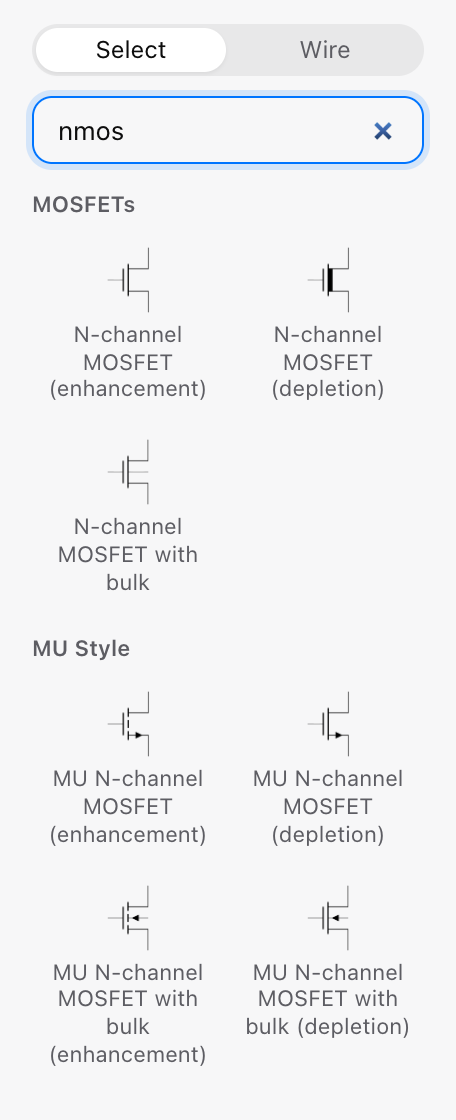 Select Wire
nmos
MOSFETs
N-channel
MOSFET
(enhancement)
N-channel
MOSFET
(depletion)
N-channel
MOSFET with
bulk
MU Style
MU N-channel
MOSFET
(enhancement)
MU N-channel
MOSFET
(depletion)
MU N-channel
MOSFET with
bulk
(enhancement)
MU N-channel
MOSFET with
bulk (depletion)